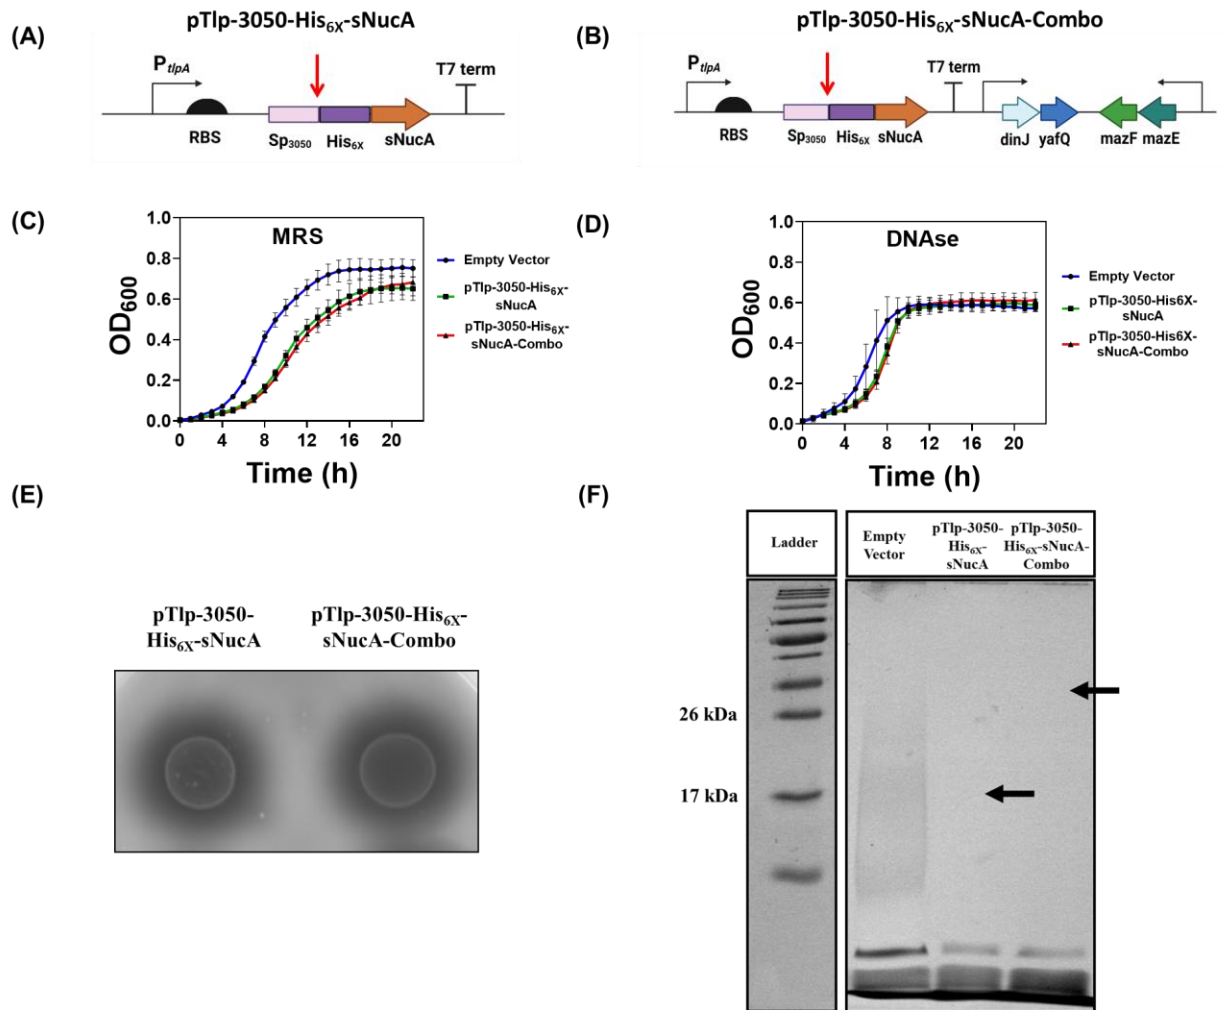 (A)
pTlp-3050-His6X-sNucA
PtlpA
T7 term
RBS
Sp3050
His6X
sNucA
(B)
pTlp-3050-His6X-sNucA-Combo
PtlpA
T7 term
RBS
Sp3050
His6X
sNucA
dinJ
yafQ
mazF
mazE
(C)
MRS
OD600
1.0
0.8
0.6
0.4
0.2
0.0
0 4 8 12 16 20
Time (h)
Empty Vector
pTlp-3050-His6X-
sNucA
pTlp-3050-His6X-
sNucA-Combo
(D)
DNAse
OD600
1.0
0.8
0.6
0.4
0.2
0.0
0 4 8 12 16 20
Time (h)
Empty Vector
pTlp-3050-His6X-
sNucA
pTlp-3050-His6X-
sNucA-Combo
(E)
pTlp-3050-
His6X-sNucA
pTlp-3050-His6X-
sNucA-Combo
(F)
Ladder
Empty
Vector
pTlp-3050-
His6X-
sNucA
pTlp-3050-
His6X-sNucA-
Combo
26 kDa
17 kDa